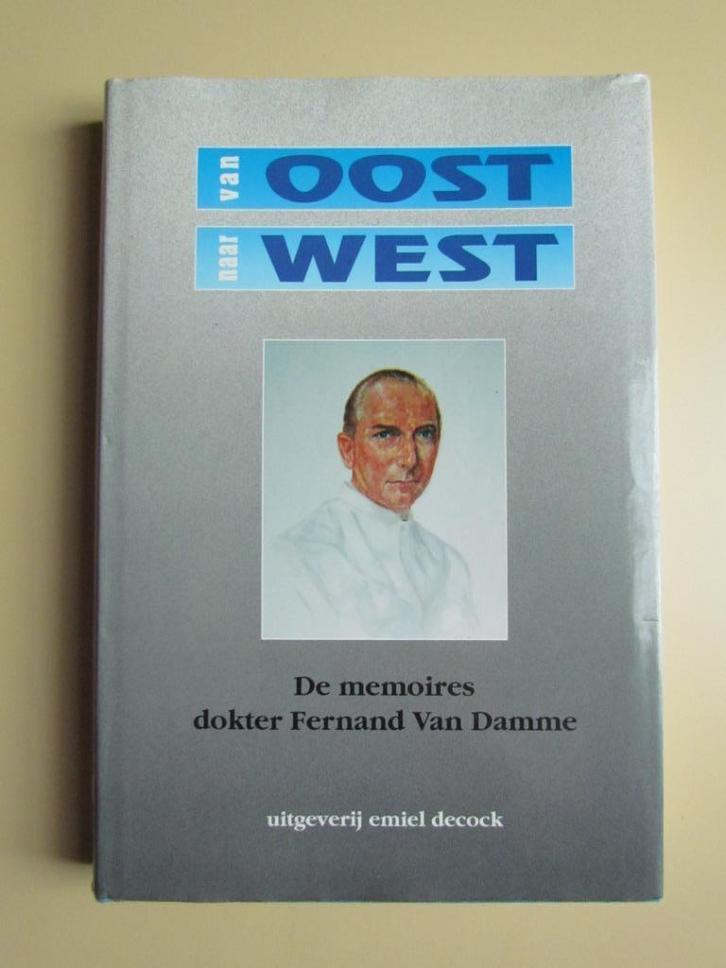 van OOST
naar WEST
De memoires
dokter Fernand Van Damme
uitgeverij emiel decock